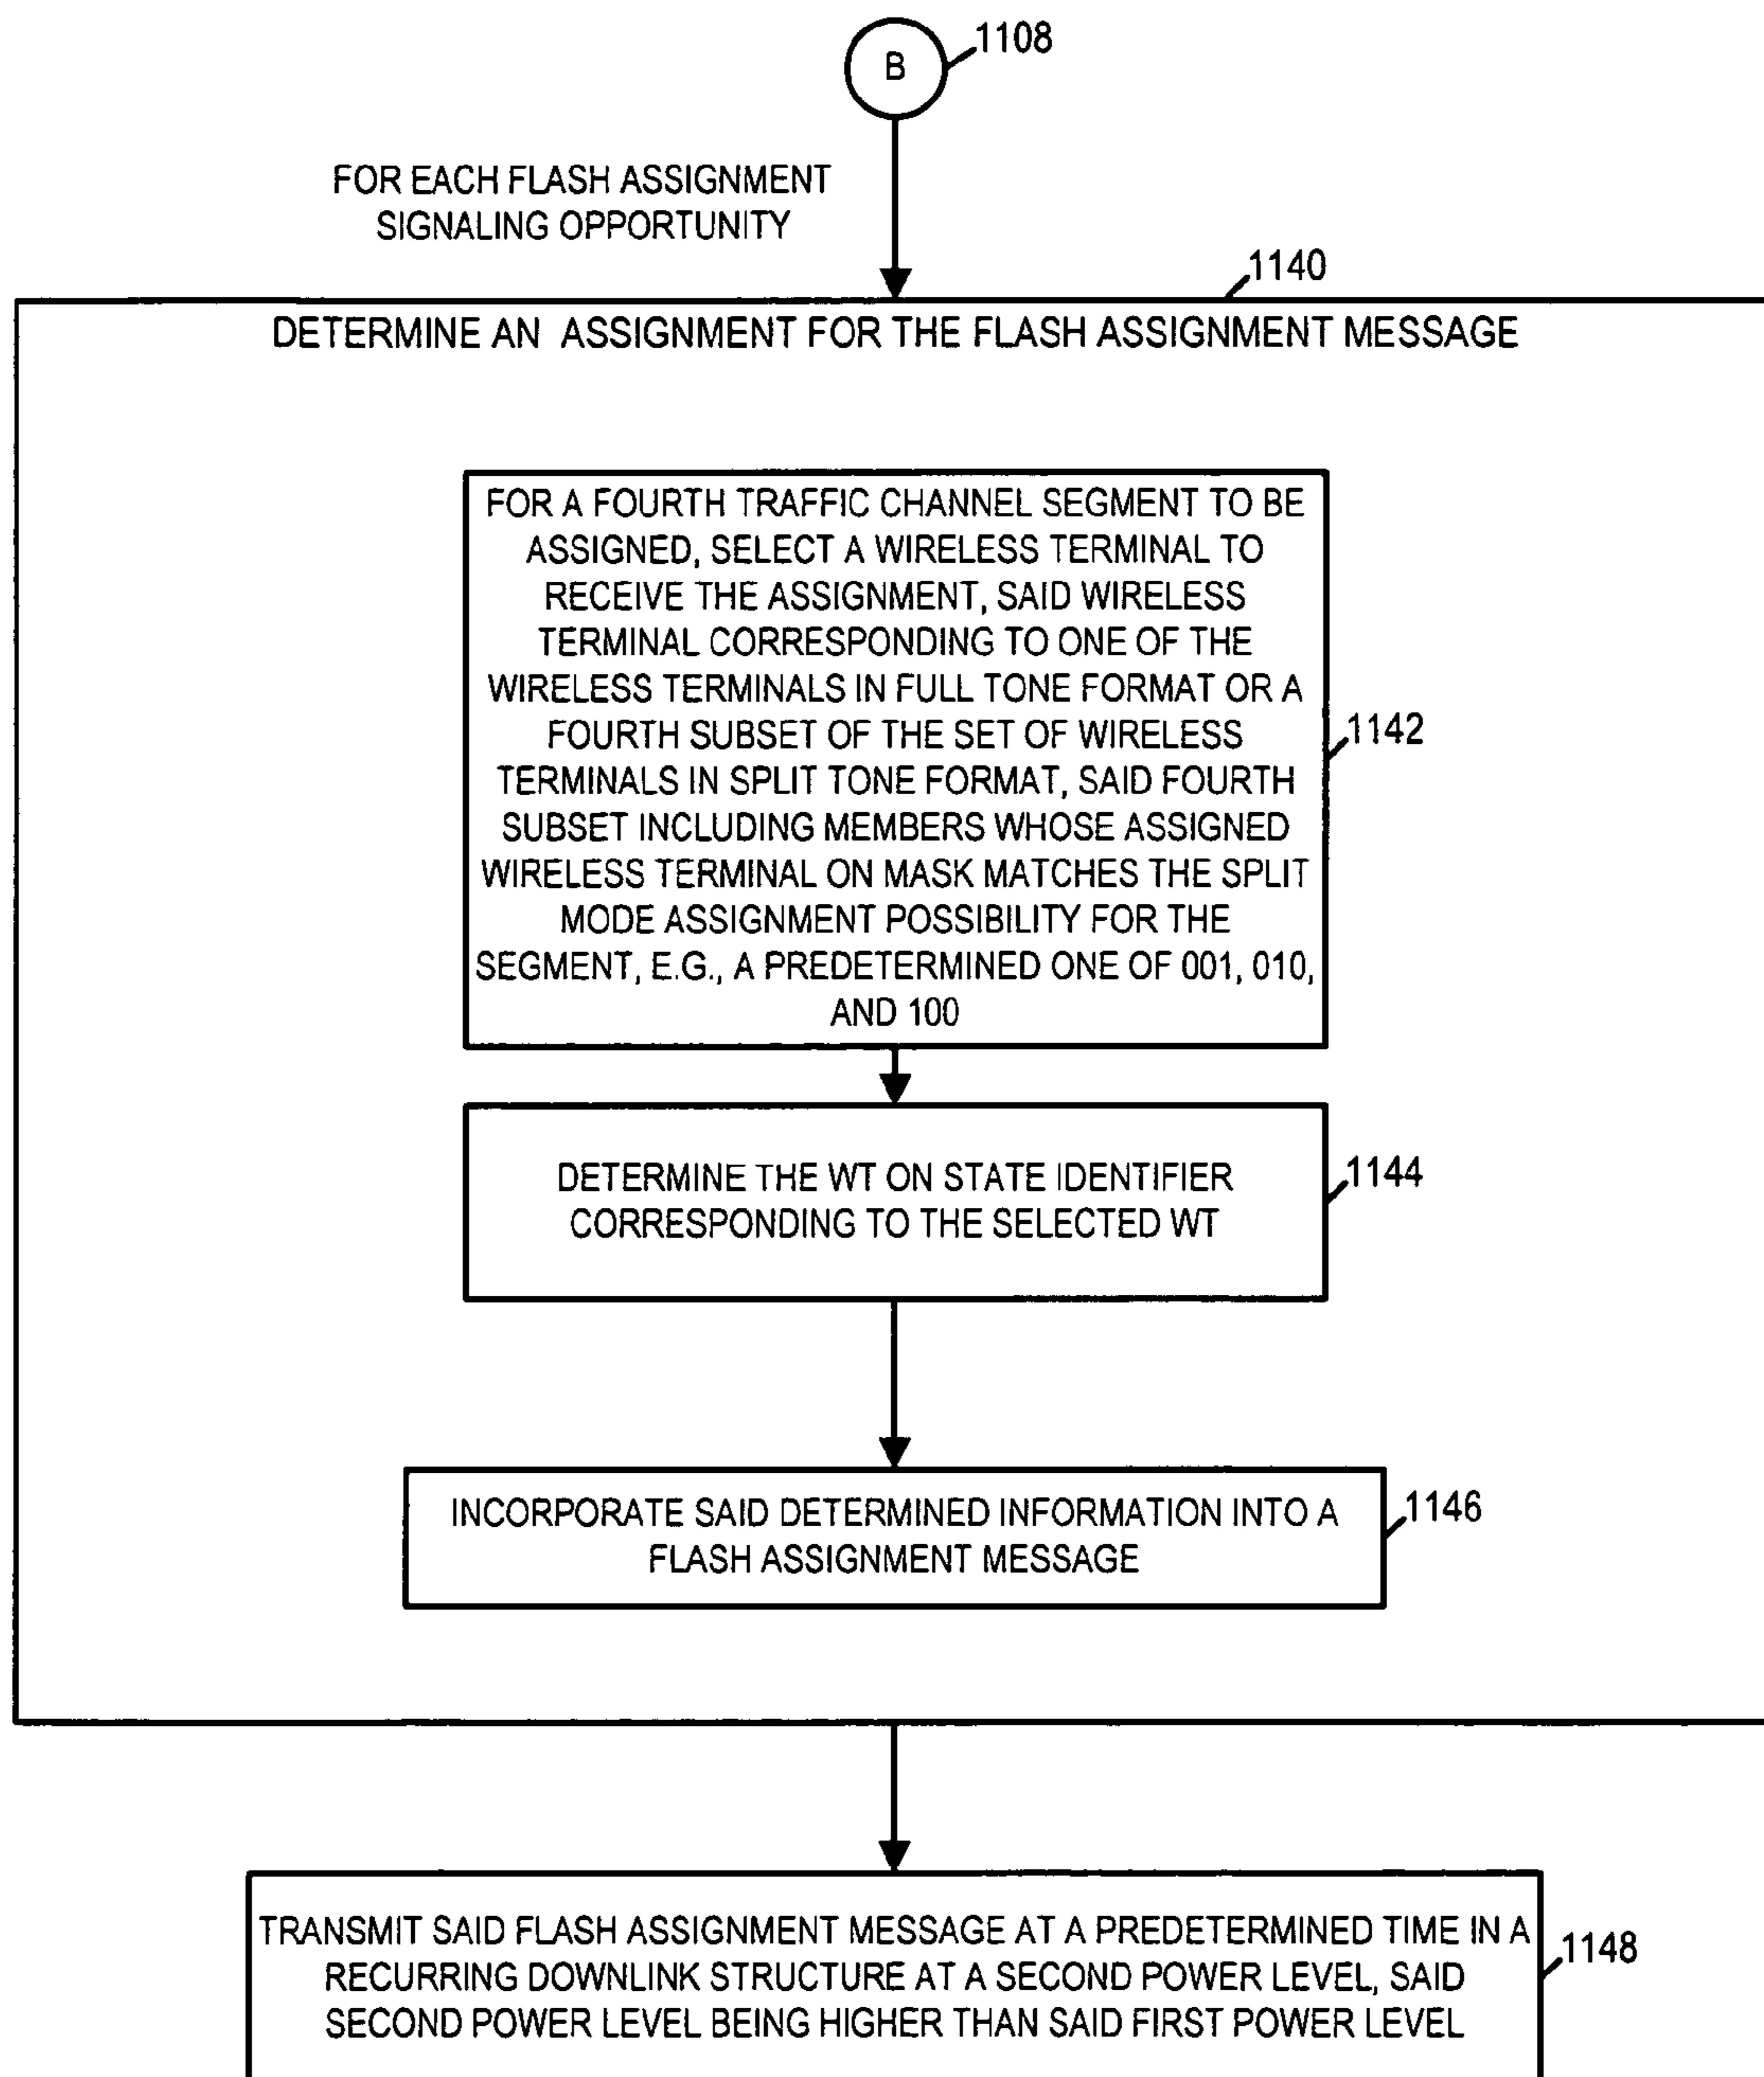 B
1108
FOR EACH FLASH ASSIGNMENT
SIGNALING OPPORTUNITY
1140
DETERMINE AN ASSIGNMENT FOR THE FLASH ASSIGNMENT MESSAGE
FOR A FOURTH TRAFFIC CHANNEL SEGMENT TO BE
ASSIGNED, SELECT A WIRELESS TERMINAL TO
RECEIVE THE ASSIGNMENT, SAID WIRELESS
TERMINAL CORRESPONDING TO ONE OF THE
WIRELESS TERMINALS IN FULL TONE FORMAT OR A
FOURTH SUBSET OF THE SET OF WIRELESS
TERMINALS IN SPLIT TONE FORMAT, SAID FOURTH
SUBSET INCLUDING MEMBERS WHOSE ASSIGNED
WIRELESS TERMINAL ON MASK MATCHES THE SPLIT
MODE ASSIGNMENT POSSIBILITY FOR THE
SEGMENT, E.G., A PREDETERMINED ONE OF 001, 010,
AND 100
1142
DETERMINE THE WT ON STATE IDENTIFIER
CORRESPONDING TO THE SELECTED WT
1144
INCORPORATE SAID DETERMINED INFORMATION INTO A
FLASH ASSIGNMENT MESSAGE
1146
TRANSMIT SAID FLASH ASSIGNMENT MESSAGE AT A PREDETERMINED TIME IN A
RECURRING DOWNLINK STRUCTURE AT A SECOND POWER LEVEL, SAID
SECOND POWER LEVEL BEING HIGHER THAN SAID FIRST POWER LEVEL
1148